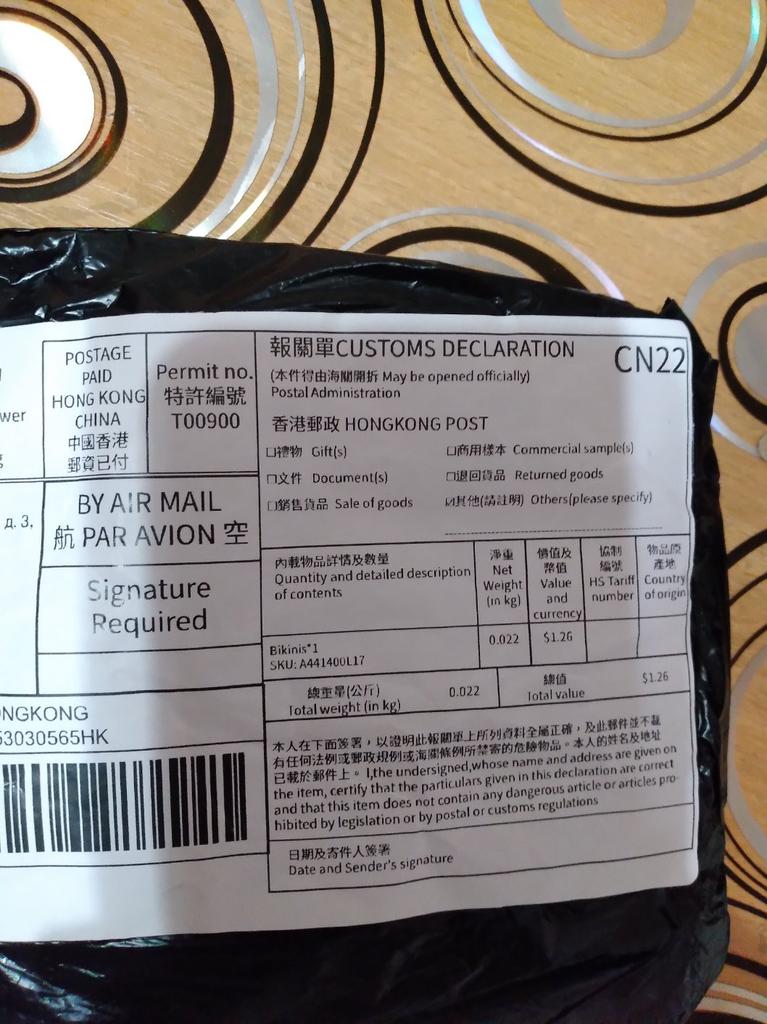 POSTAGE
PAID
HONG KONG
CHINA
中國香港
郵資已付
Permit no.
特許編號
T00900
wer
д. 3,
BY AIR MAIL
航 PAR AVION 空
Signature
Required
ONGKONG
53030565HK
報關單CUSTOMS DECLARATION
CN22
(本件得由海關開拆 May be opened officially)
Postal Administration
香港郵政 HONGKONG POST
□禮物 Gift(s)
□商用樣本 Commercial sample(s)
□文件 Document(s)
□退回貨品 Returned goods
□銷售貨品 Sale of goods
☑其他(請註明) Others(please specify)
內載物品詳情及數量
Quantity and detailed description
of contents
淨重
Net
Weight
(in kg)
價值及
幣值
Value
and
currency
協制
編號
HS Tariff
number
物品原
產地
Country
of origin
Bikinis*1
SKU: A441400L17
0.022
$1.26
總重量(公斤)
Total weight (in kg)
0.022
總值
Total value
$1.26
本人在下面簽署，以證明此報關單上所列資料全屬正確，及此郵件並不載
有任何法例或郵政規例或海關條例所禁寄的危險物品。本人的姓名及地址
已載於郵件上。 I,the undersigned,whose name and address are given on
the item, certify that the particulars given in this declaration are correct
and that this item does not contain any dangerous article or articles pro-
hibited by legislation or by postal or customs regulations
日期及寄件人簽署
Date and Sender's signature